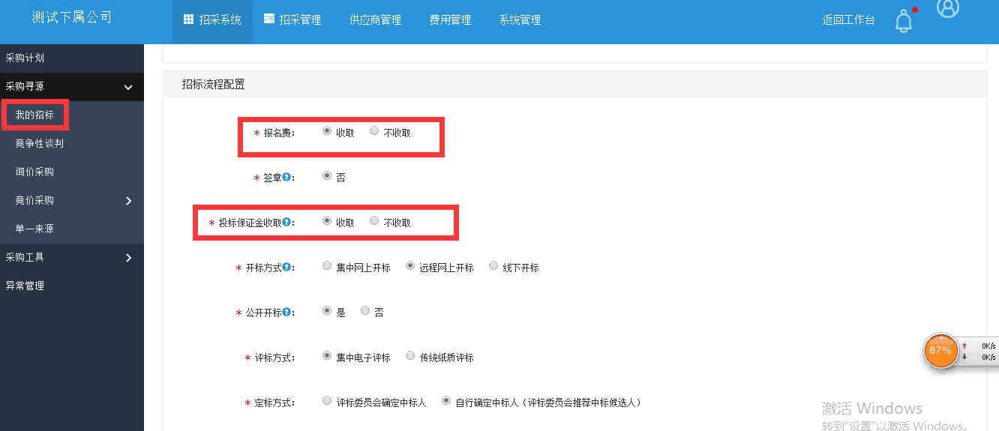 测试下属公司
招采系统
招采管理
供应商管理
费用管理
系统管理
返回工作台
采购计划
采购寻源
我的招标
竞争性谈判
询价采购
竞价采购
单一来源
采购工具
异常管理
招标流程配置
* 报名费: 收取 不收取
* 签章?: 否
* 投标保证金收取?: 收取 不收取
* 开标方式?: 集中网上开标 远程网上开标 线下开标
* 公开开标?: 是 否
* 评标方式: 集中电子评标 传统纸质评标
* 定标方式: 评标委员会确定中标人 自行确定中标人（评标委员会推荐中标候选人）
87%
0K/s
0K/s
激活 Windows
转到“设置”以激活 Windows。